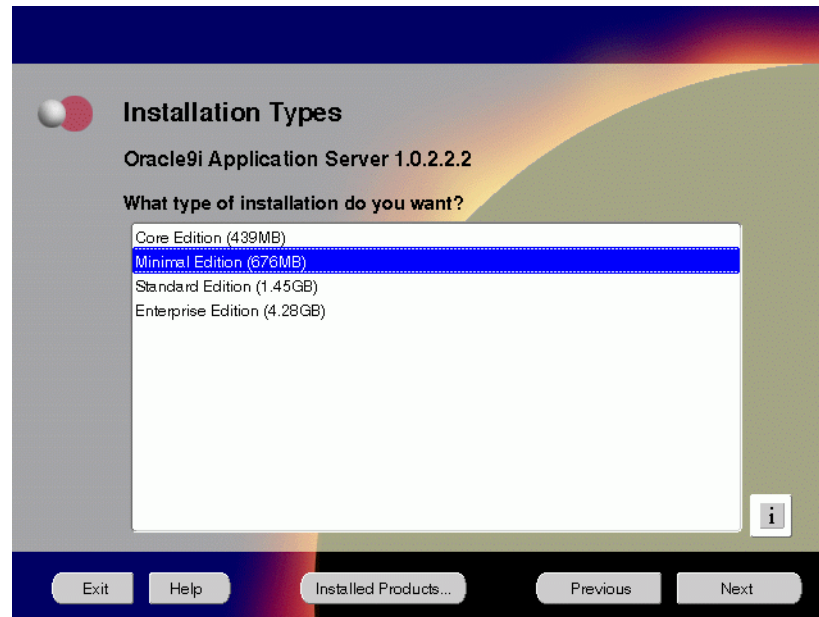 Installation Types
Oracle9i Application Server 1.0.2.2.2
What type of installation do you want?
Core Edition (439MB)
Minimal Edition (676MB)
Standard Edition (1.45GB)
Enterprise Edition (4.28GB)
i
Exit
Help
Installed Products...
Previous
Next